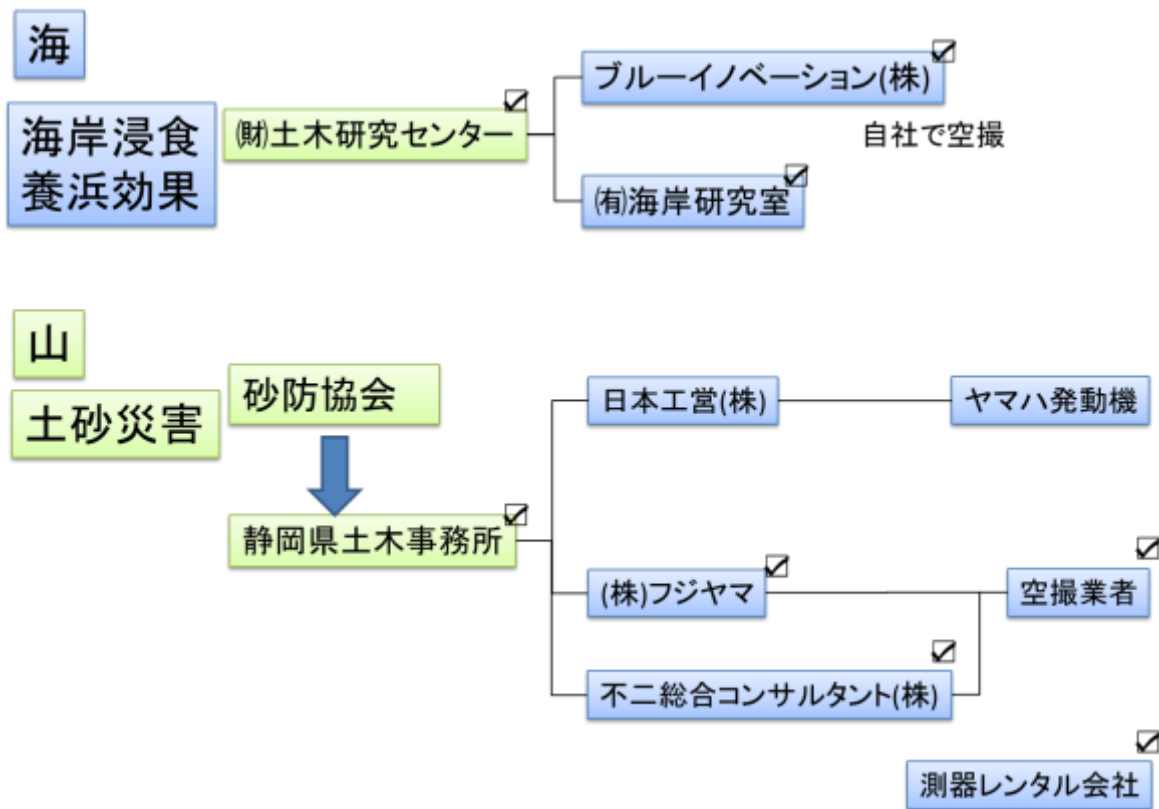 海
海岸浸食
養浜効果
㈶土木研究センター
ブルーイノベーション(株)
自社で空撮
㈲海岸研究室
山
土砂災害
砂防協会
静岡県土木事務所
日本工営(株)
ヤマハ発動機
(株)フジヤマ
空撮業者
不二総合コンサルタント(株)
測器レンタル会社